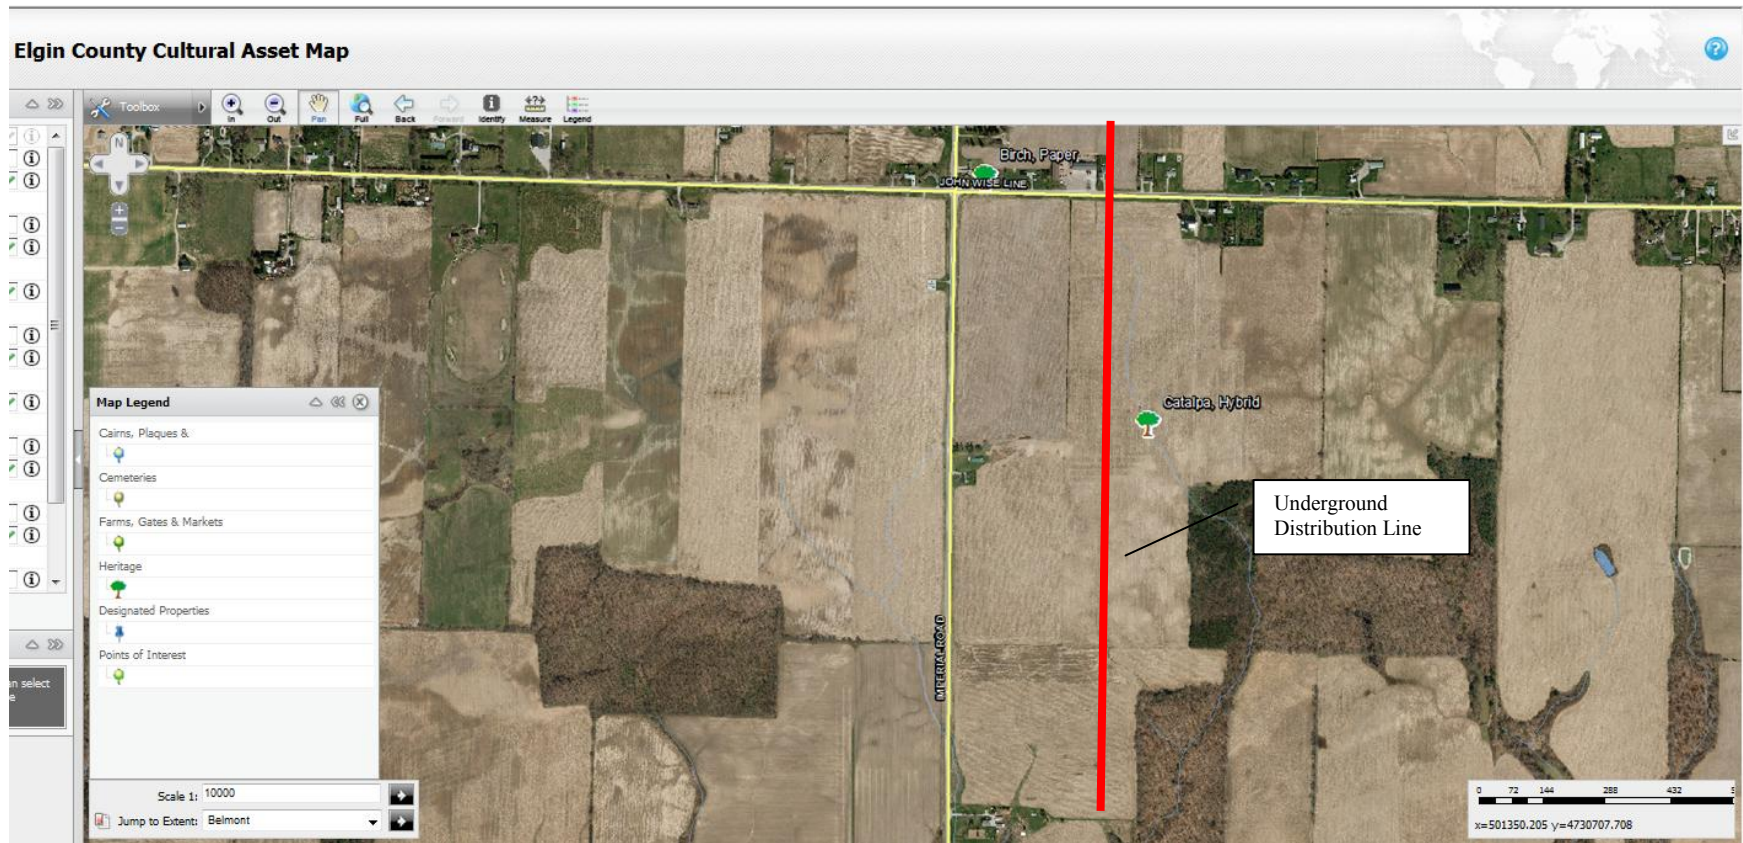 Elgin County Cultural Asset Map
Toolbox
In
Out
Pan
Full
Back
Forward
Identify
Measure
Legend
N
Birch, Paper
JOHN WISE LINE
Catalpa, Hybrid
Underground
Distribution Line
IMPERIAL ROAD
Map Legend
Cairns, Plaques &
Cemeteries
Farms, Gates & Markets
Heritage
Designated Properties
Points of Interest
an select
e
Scale 1: 10000
Jump to Extent: Belmont
0 72 144 288 432 5
x=501350.205 y=4730707.708